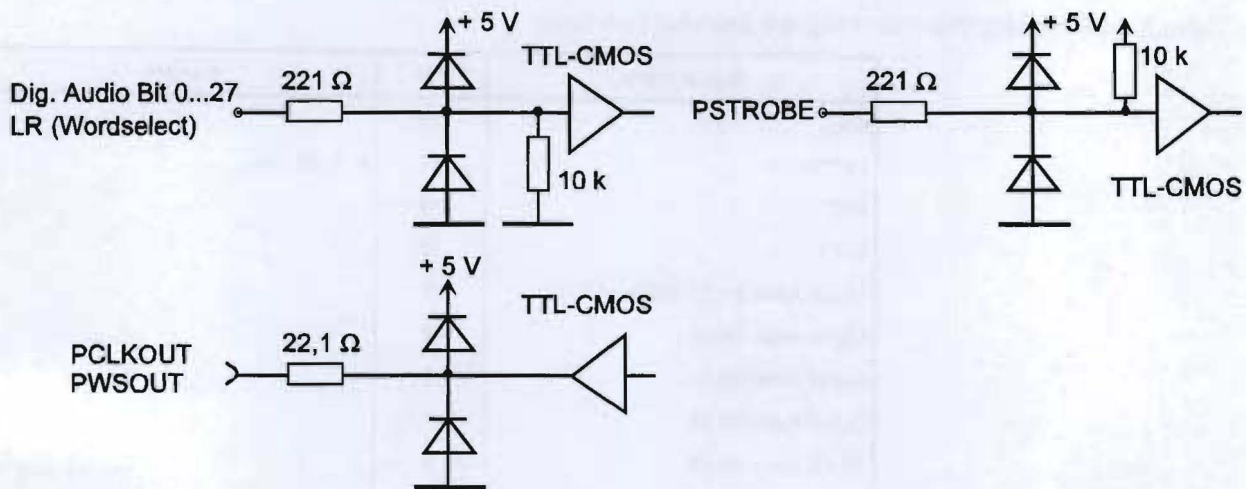 + 5 V
TTL-CMOS
221 Ω
Dig. Audio Bit 0...27
LR (Wordselect)
10 k
+ 5 V
10 k
221 Ω
PSTROBE
TTL-CMOS
+ 5 V
TTL-CMOS
22,1 Ω
PCLKOUT
PWSOUT